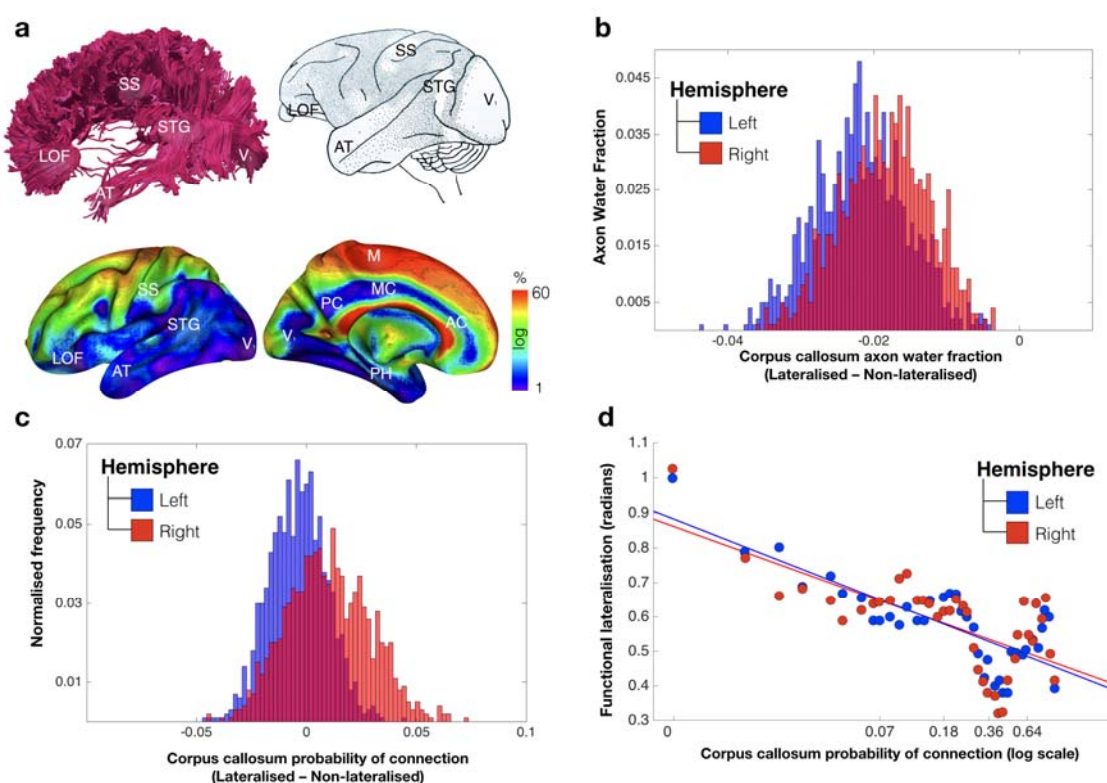 a
SS
STG
LOF
V₁
AT
SS
STG
V₁
LOF
AT
SS
STG
LOF
AT
V₁
M
MC
PC
AC
V₁
PH
%
60
log
1
b
0.045
0.035
0.025
0.015
0.005
Axon Water Fraction
-0.04
-0.02
0
Hemisphere
Left
Right
Corpus callosum axon water fraction
(Lateralised – Non-lateralised)
c
0.07
0.05
0.03
0.01
Normalised frequency
Hemisphere
Left
Right
-0.05
0
0.05
0.1
Corpus callosum probability of connection
(Lateralised – Non-lateralised)
d
1.1
1
0.9
0.8
0.7
0.6
0.5
0.4
0.3
Functional lateralisation (radians)
Hemisphere
Left
Right
0
0.07
0.18
0.36
0.64
Corpus callosum probability of connection (log scale)